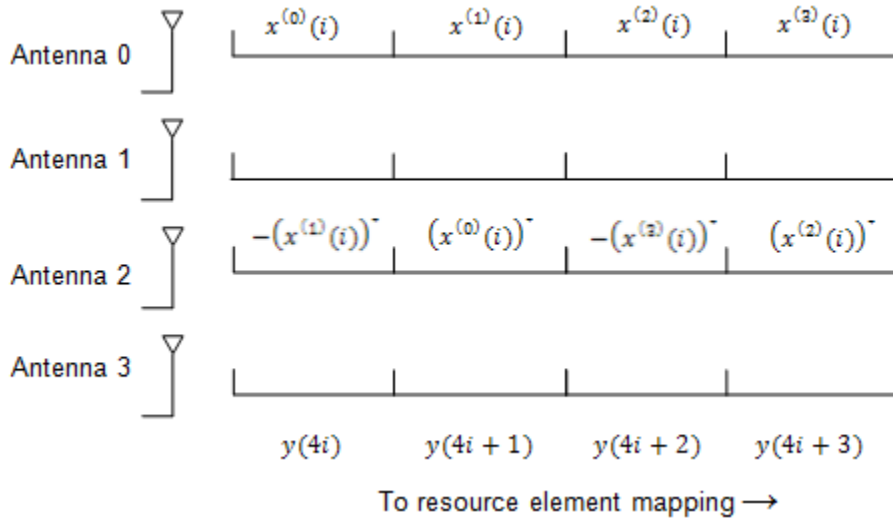 Antenna 0 x⁽⁰⁾(i) x⁽¹⁾(i) x⁽²⁾(i) x⁽³⁾(i)
Antenna 1
Antenna 2 −(x⁽¹⁾(i))* (x⁽⁰⁾(i))* −(x⁽³⁾(i))* (x⁽²⁾(i))*
Antenna 3
y(4i) y(4i + 1) y(4i + 2) y(4i + 3)
To resource element mapping →